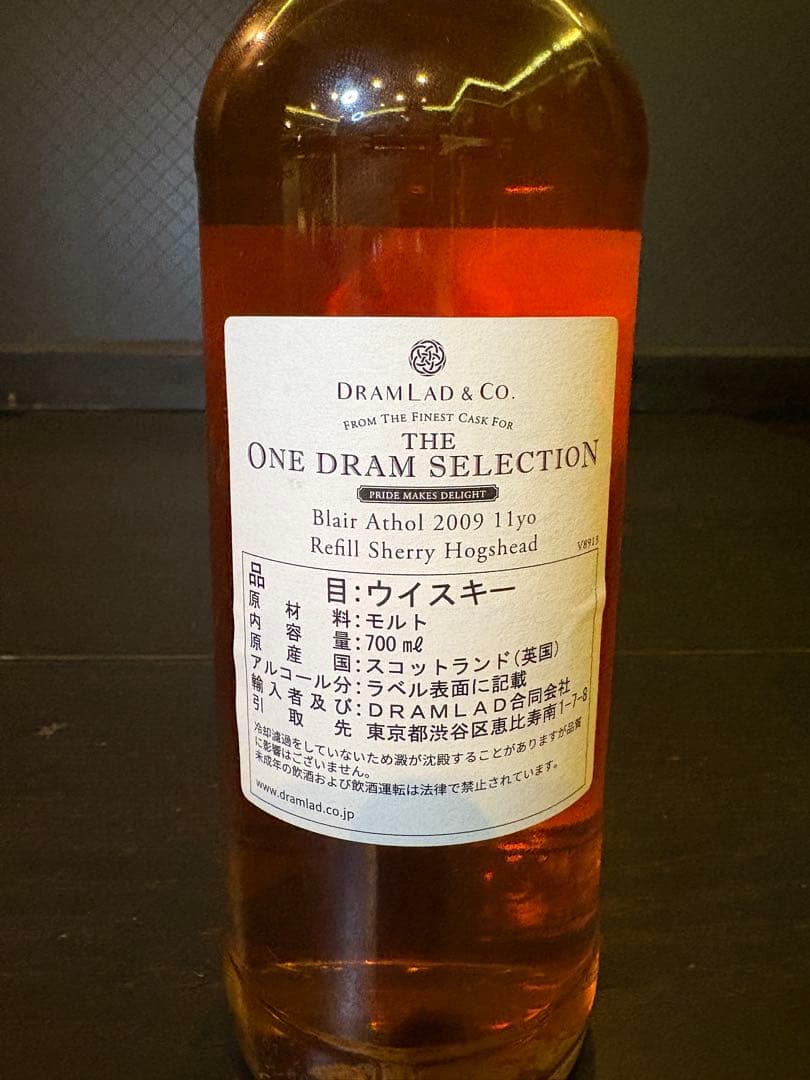 DRAMLAD & CO.
FROM THE FINEST CASK FOR
THE
ONE DRAM SELECTION
PRIDE MAKES DELIGHT
Blair Athol 2009 11yo
Refill Sherry Hogshead
V8913
品目:ウイスキー
原材料:モルト
内容量:700㎖
原産国:スコットランド(英国)
アルコール分:ラベル表面に記載
輸入者及び:DRAMLAD合同会社
引取先 東京都渋谷区恵比寿南1-7-8
冷却濾過をしていないため澱が沈殿することがありますが品質
に影響はございません。
未成年の飲酒および飲酒運転は法律で禁止されています。
www.dramlad.co.jp